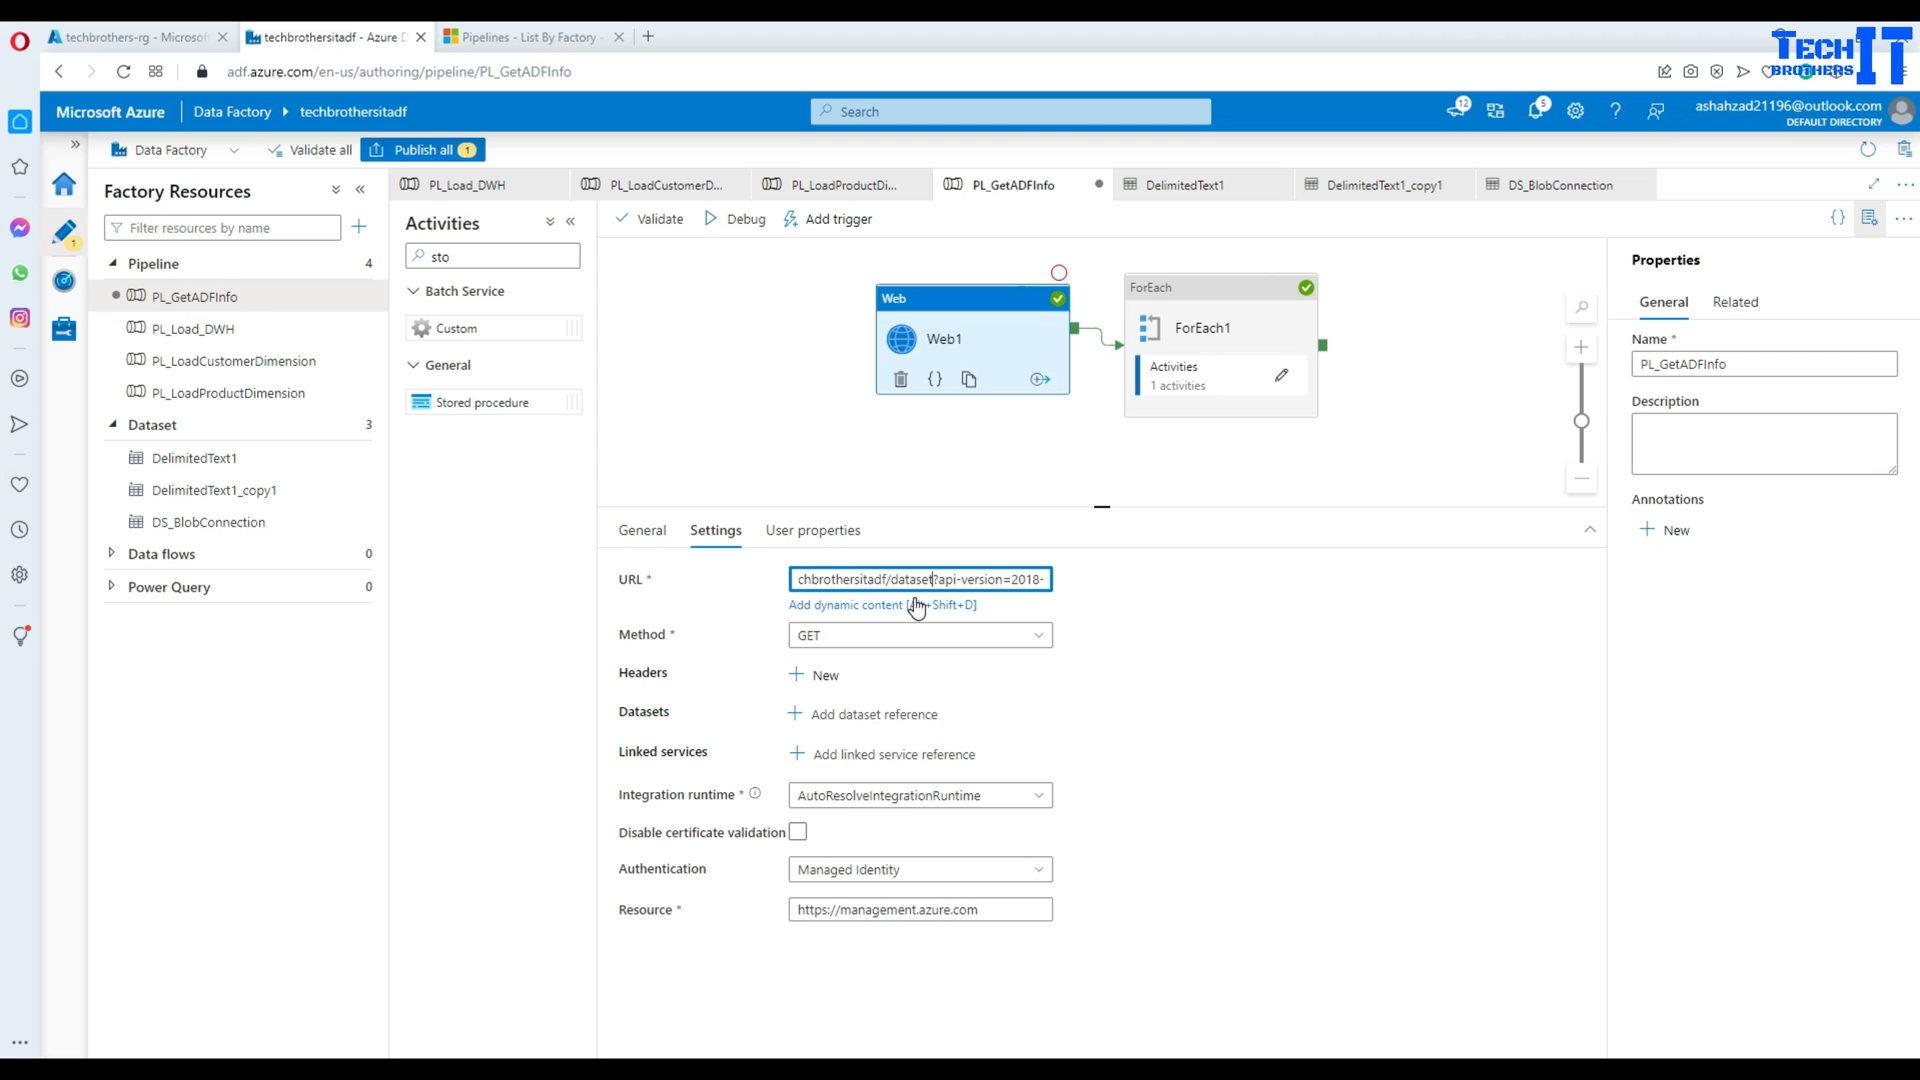 techbrothers-rg - Microsof
techbrothersitadf - Azure D
Pipelines - List By Factory -
TECH IT
BROTHERS
adf.azure.com/en-us/authoring/pipeline/PL_GetADFInfo
Microsoft Azure
Data Factory
techbrothersitadf
Search
12
5
ashahzad21196@outlook.com
DEFAULT DIRECTORY
Data Factory
Validate all
Publish all
1
Factory Resources
Filter resources by name
Pipeline
4
PL_GetADFInfo
PL_Load_DWH
PL_LoadCustomerDimension
PL_LoadProductDimension
Dataset
3
DelimitedText1
DelimitedText1_copy1
DS_BlobConnection
Data flows
0
Power Query
0
1
PL_Load_DWH
PL_LoadCustomerD...
PL_LoadProductDi...
PL_GetADFInfo
DelimitedText1
DelimitedText1_copy1
DS_BlobConnection
Activities
sto
Batch Service
Custom
General
Stored procedure
Validate
Debug
Add trigger
Web
Web1
ForEach
ForEach1
Activities
1 activities
General
Settings
User properties
URL *
chbrothersitadf/dataset?api-version=2018-
Add dynamic content [Al+Shift+D]
Method *
GET
Headers
New
Datasets
Add dataset reference
Linked services
Add linked service reference
Integration runtime *
AutoResolveIntegrationRuntime
Disable certificate validation
Authentication
Managed Identity
Resource *
https://management.azure.com
Properties
General
Related
Name *
PL_GetADFInfo
Description
Annotations
New